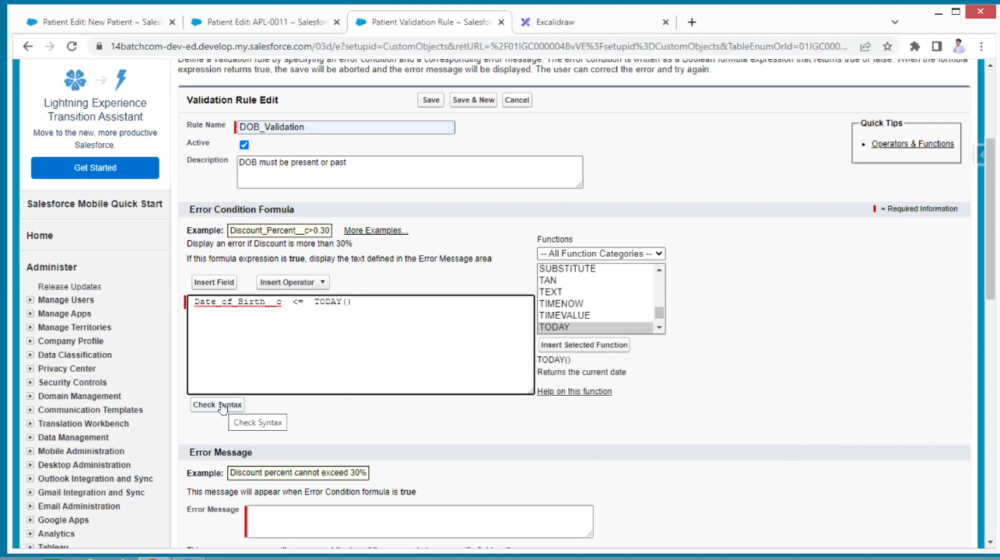 Patient Edit: New Patient ~ Sales
Patient Edit: APL-0011 ~ Salesfor
Patient Validation Rule ~ Salesfo
Excalidraw
14batchcom-dev-ed.develop.my.salesforce.com/03d/e?setupid=CustomObjects&retURL=%2F01IGC000004BvVE%3Fsetupid%3DCustomObjects&TableEnumOrId=01IGC000...
Define a validation rule by specifying an error condition and a corresponding error message. The error condition is written as a Boolean formula expression that returns true or false. When the formula
expression returns true, the save will be aborted and the error message will be displayed. The user can correct the error and try again.
Lightning Experience
Transition Assistant
Move to the new, more productive
Salesforce.
Get Started
Salesforce Mobile Quick Start
Home
Administer
Release Updates
Manage Users
Manage Apps
Manage Territories
Company Profile
Data Classification
Privacy Center
Security Controls
Domain Management
Communication Templates
Translation Workbench
Data Management
Mobile Administration
Desktop Administration
Outlook Integration and Sync
Gmail Integration and Sync
Email Administration
Google Apps
Analytics
Tableau
Validation Rule Edit
Save
Save & New
Cancel
Rule Name
DOB_Validation
Active
Description
DOB must be present or past
Quick Tips
Operators & Functions
Error Condition Formula
= Required Information
Example:
Discount_Percent__c>0.30
More Examples...
Display an error if Discount is more than 30%
If this formula expression is true, display the text defined in the Error Message area
Insert Field
Insert Operator
Date_of_Birth__c <= TODAY()
Functions
-- All Function Categories --
SUBSTITUTE
TAN
TEXT
TIMENOW
TIMEVALUE
TODAY
Insert Selected Function
TODAY()
Returns the current date
Help on this function
Check Syntax
Check Syntax
Error Message
Example:
Discount percent cannot exceed 30%
This message will appear when Error Condition formula is true
Error Message